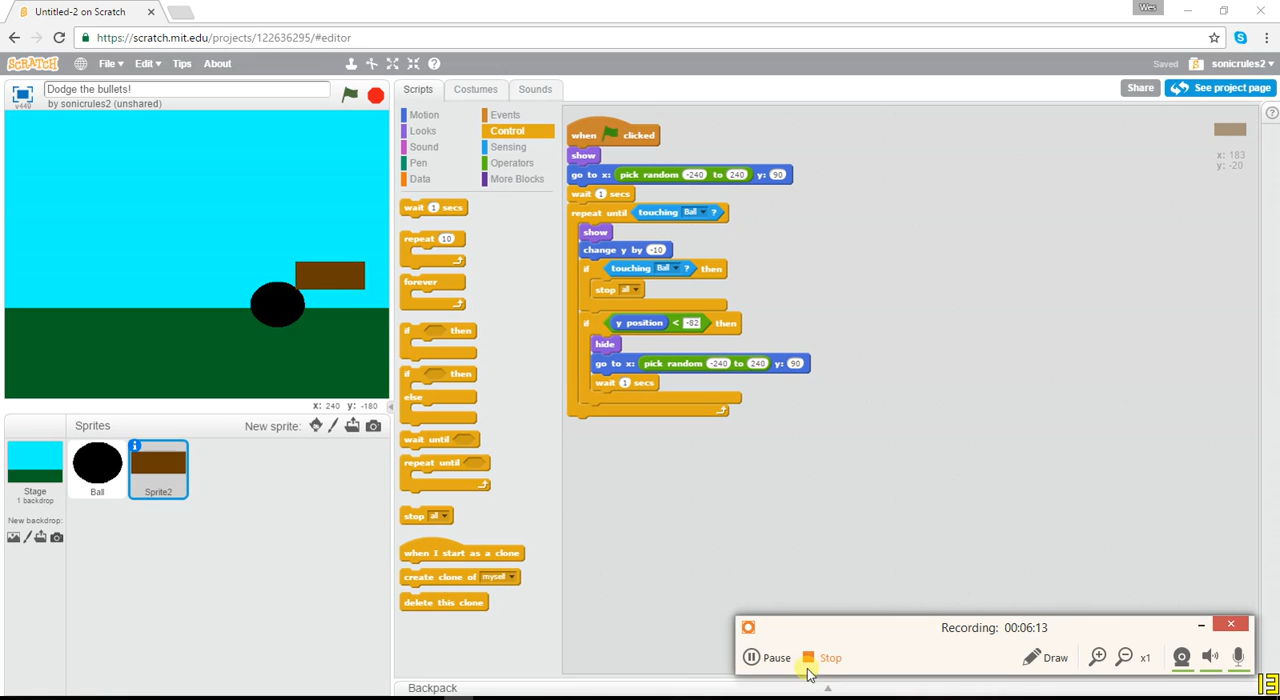 Untitled-2 on Scratch
Wes
https://scratch.mit.edu/projects/122636295/#editor
SCRATCH File Edit Tips About Saved sonicrules2
Dodge the bullets!
by sonicrules2 (unshared)
v449
Scripts Costumes Sounds
Share See project page
Motion Events
Looks Control
Sound Sensing
Pen Operators
Data More Blocks
wait 1 secs
repeat 10
forever
if then
if then
else
wait until
repeat until
stop all
when I start as a clone
create clone of myself
delete this clone
when clicked
show
go to x: pick random -240 to 240 y: 90
wait 1 secs
repeat until touching Ball ?
show
change y by -10
if touching Ball ? then
stop all
if y position < -82 then
hide
go to x: pick random -240 to 240 y: 90
wait 1 secs
x: 183
y: -20
x: 240 y: -180
Sprites New sprite:
Stage
1 backdrop
New backdrop:
Ball
Sprite2
Recording: 00:06:13
Pause Stop Draw x1
Backpack
13